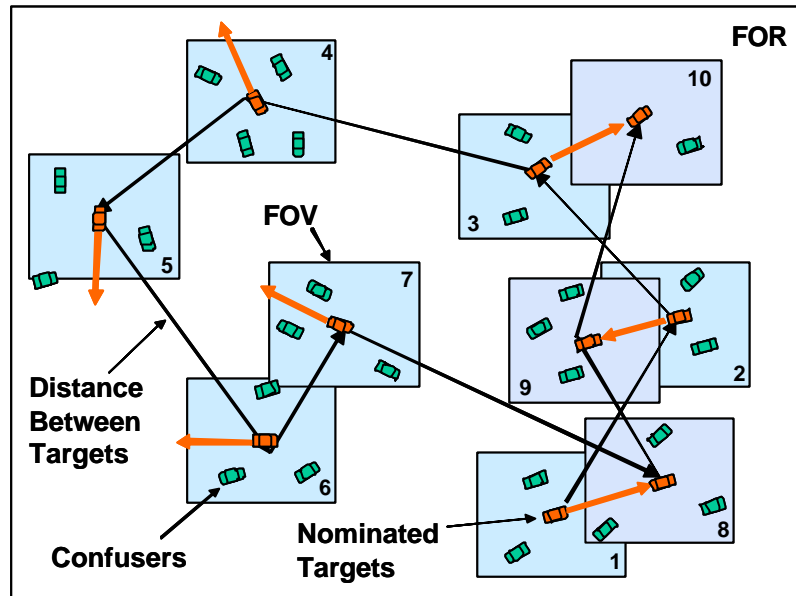 FOR
4
10
3
FOV
5
7
9
2
Distance
Between
Targets
6
Confusers
Nominated
Targets
8
1